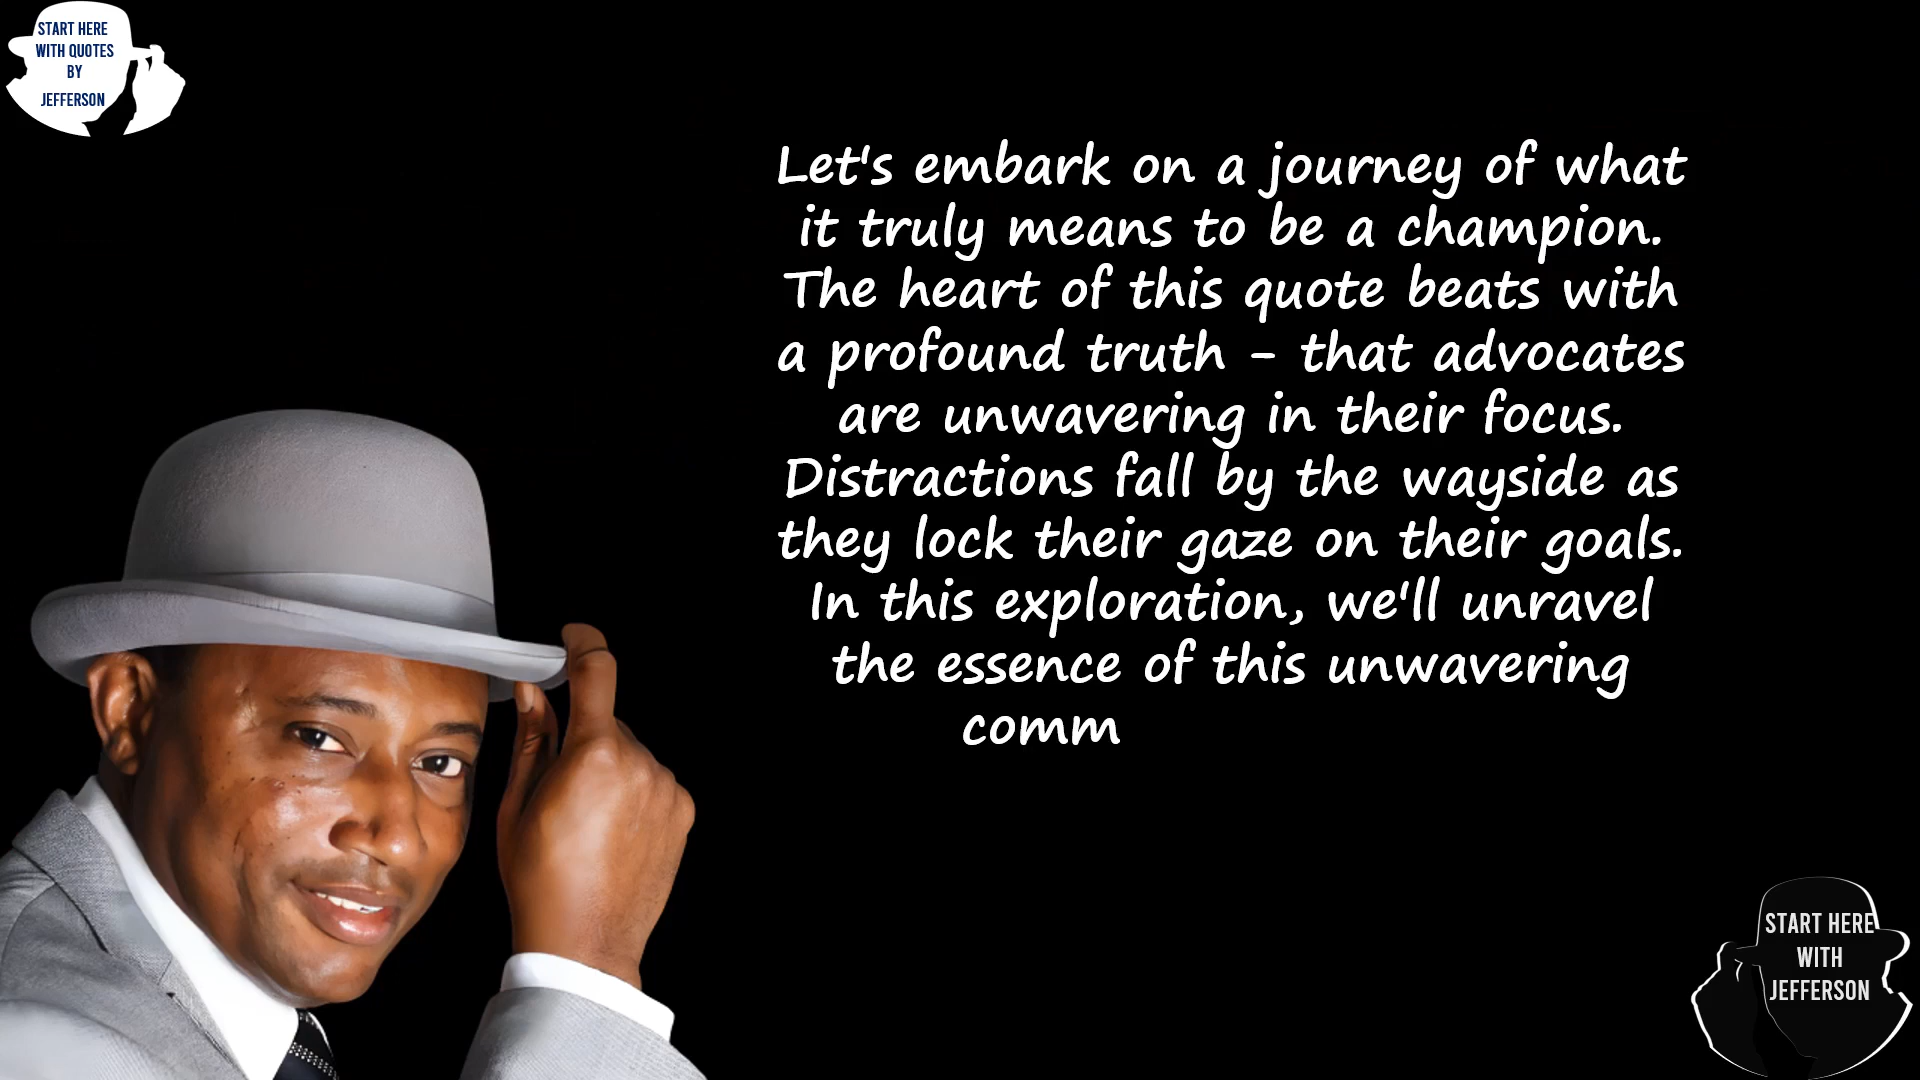 START HERE
WITH QUOTES
BY
JEFFERSON
Let's embark on a journey of what
it truly means to be a champion.
The heart of this quote beats with
a profound truth - that advocates
are unwavering in their focus.
Distractions fall by the wayside as
they lock their gaze on their goals.
In this exploration, we'll unravel
the essence of this unwavering
comm
START HERE
WITH
JEFFERSON